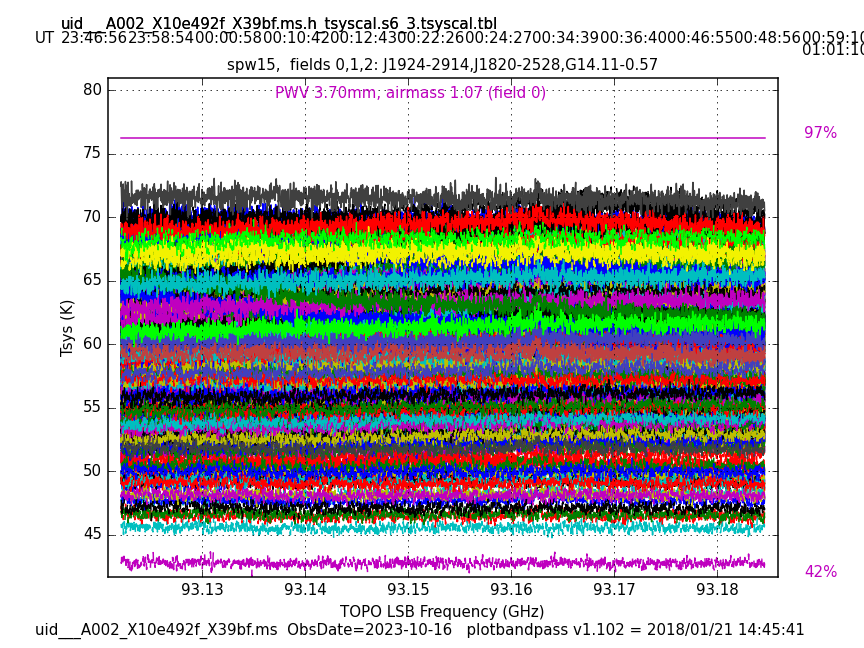 uid___A002_X10e492f_X39bf.ms.h_tsyscal.s6_3.tsyscal.tbl
UT 23:46:56 23:58:54 00:00:58 00:10:42 00:12:43 00:22:26 00:24:27 00:34:39 00:36:40 00:46:55 00:48:56 00:59:10
01:01:10
spw15, fields 0,1,2: J1924-2914,J1820-2528,G14.11-0.57
PWV 3.70mm, airmass 1.07 (field 0)
80
97%
75
70
65
Tsys (K)
60
55
50
45
42%
93.13 93.14 93.15 93.16 93.17 93.18
TOPO LSB Frequency (GHz)
uid___A002_X10e492f_X39bf.ms ObsDate=2023-10-16 plotbandpass v1.102 = 2018/01/21 14:45:41